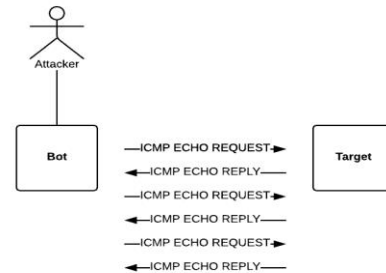 Attacker
Bot
Target
ICMP ECHO REQUEST
ICMP ECHO REPLY
ICMP ECHO REQUEST
ICMP ECHO REPLY
ICMP ECHO REQUEST
ICMP ECHO REPLY